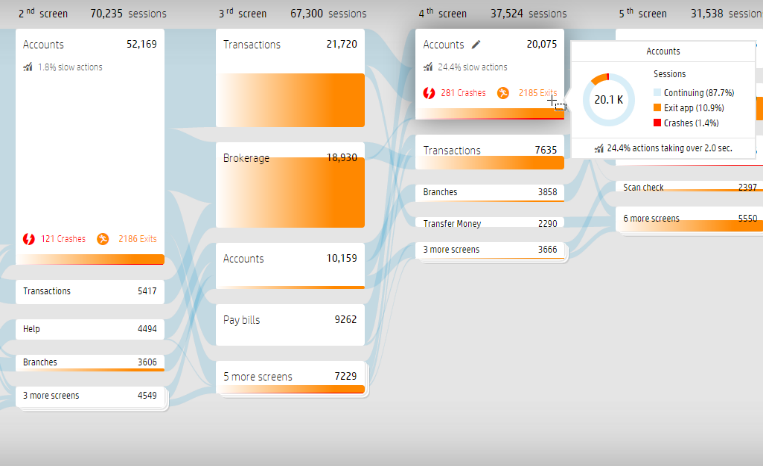 2 nd screen 70,235 sessions
3 rd screen 67,300 sessions
4 th screen 37,524 sessions
5 th screen 31,538 session
Accounts 52,169
1.8% slow actions
121 Crashes 2186 Exits
Transactions 5417
Help 4494
Branches 3606
3 more screens 4549
Transactions 21,720
Brokerage 18,930
Accounts 10,159
Pay bills 9262
5 more screens 7229
Accounts 20,075
24.4% slow actions
281 Crashes 2185 Exits
Transactions 7635
Branches 3858
Transfer Money 2290
3 more screens 3666
Accounts
Sessions
20.1 K
Continuing (87.7%)
Exit app (10.9%)
Crashes (1.4%)
24.4% actions taking over 2.0 sec.
Scan check 2397
6 more screens 5550